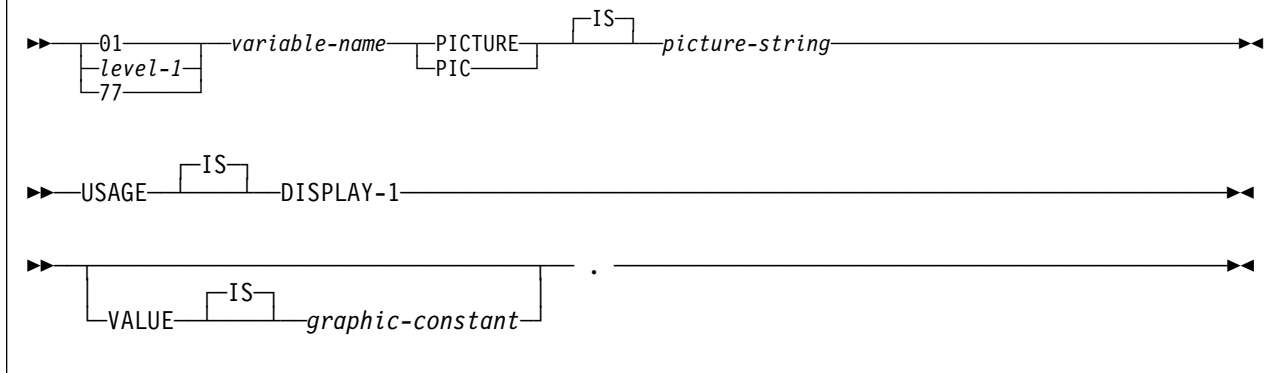 IS
01 variable-name PICTURE picture-string
level-1 PIC
77
IS
USAGE DISPLAY-1
.
IS
VALUE graphic-constant